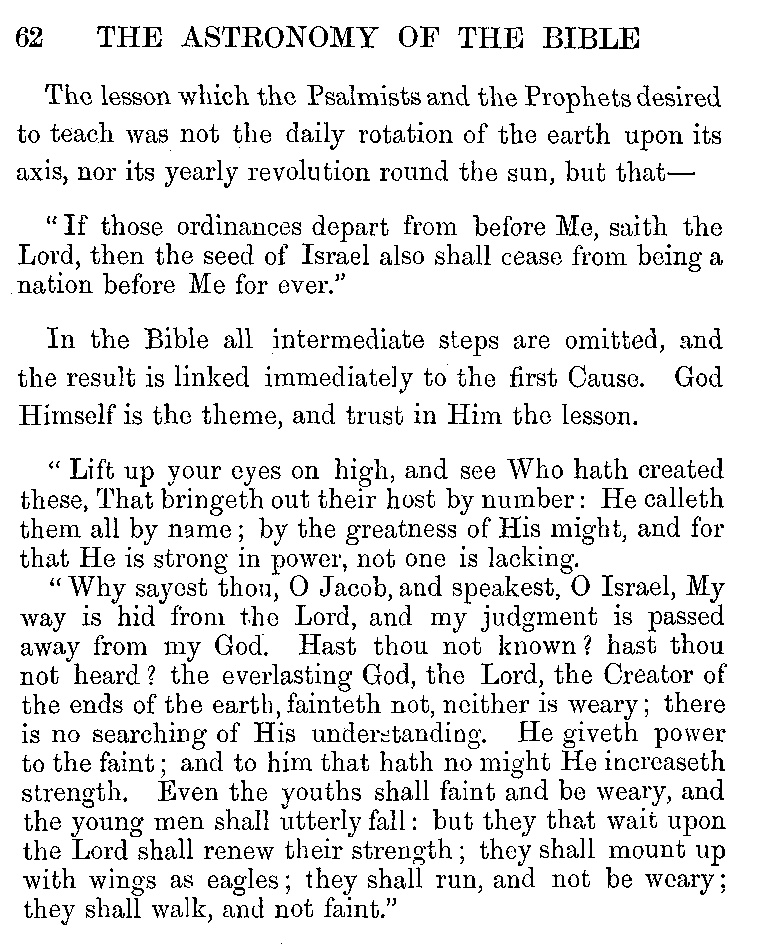 62 THE ASTRONOMY OF THE BIBLE
The lesson which the Psalmists and the Prophets desired
to teach was not the daily rotation of the earth upon its
axis, nor its yearly revolution round the sun, but that—
“If those ordinances depart from before Me, saith the
Lord, then the seed of Israel also shall cease from being a
nation before Me for ever.”
In the Bible all intermediate steps are omitted, and
the result is linked immediately to the first Cause. God
Himself is the theme, and trust in Him the lesson.
“Lift up your eyes on high, and see Who hath created
these, That bringeth out their host by number: He calleth
them all by name; by the greatness of His might, and for
that He is strong in power, not one is lacking.
“Why sayest thou, O Jacob, and speakest, O Israel, My
way is hid from the Lord, and my judgment is passed
away from my God. Hast thou not known? hast thou
not heard? the everlasting God, the Lord, the Creator of
the ends of the earth, fainteth not, neither is weary; there
is no searching of His understanding. He giveth power
to the faint; and to him that hath no might He increaseth
strength. Even the youths shall faint and be weary, and
the young men shall utterly fall: but they that wait upon
the Lord shall renew their strength; they shall mount up
with wings as eagles; they shall run, and not be weary;
they shall walk, and not faint.”